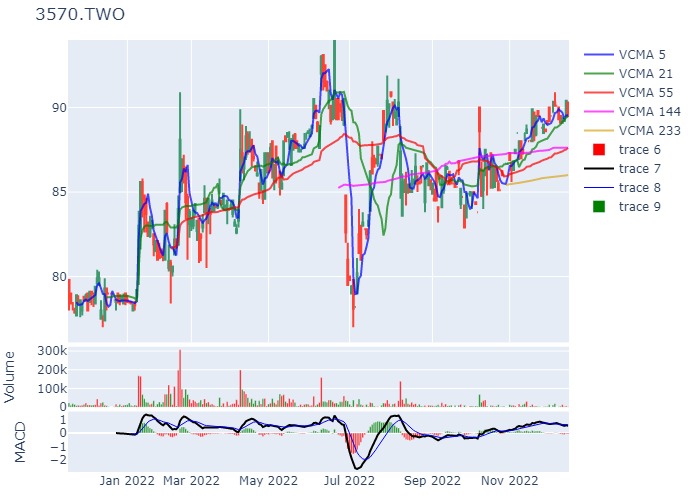 3570.TWO
VCMA 5
VCMA 21
VCMA 55
VCMA 144
VCMA 233
trace 6
trace 7
trace 8
trace 9
90
85
80
300k
200k
100k
0
Volume
1
0
−1
−2
MACD
Jan 2022 Mar 2022 May 2022 Jul 2022 Sep 2022 Nov 2022